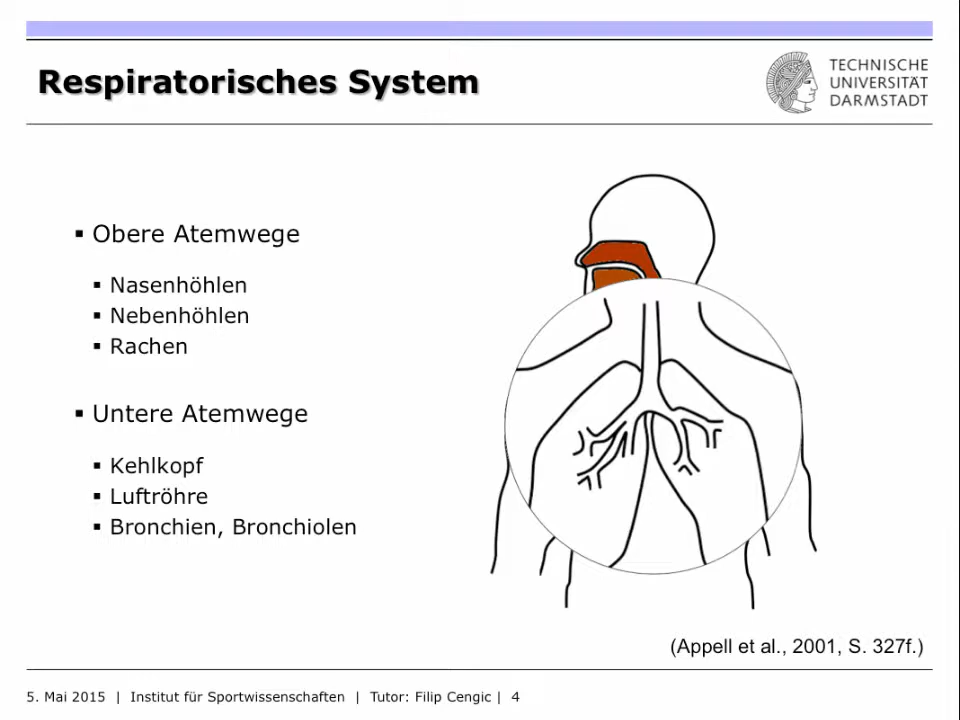 Respiratorisches System
TECHNISCHE
UNIVERSITÄT
DARMSTADT
▪ Obere Atemwege
▪ Nasenhöhlen
▪ Nebenhöhlen
▪ Rachen
▪ Untere Atemwege
▪ Kehlkopf
▪ Luftröhre
▪ Bronchien, Bronchiolen
(Appell et al., 2001, S. 327f.)
5. Mai 2015 | Institut für Sportwissenschaften | Tutor: Filip Cengic | 4